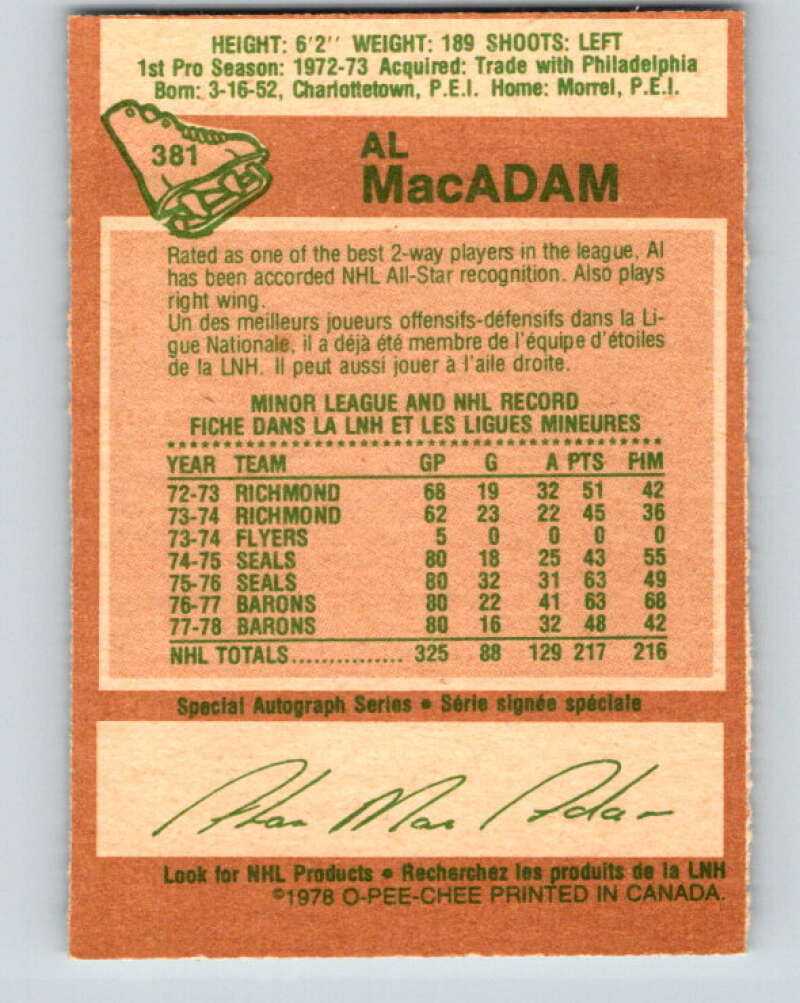 HEIGHT: 6'2'' WEIGHT: 189 SHOOTS: LEFT
1st Pro Season: 1972-73 Acquired: Trade with Philadelphia
Born: 3-16-52, Charlottetown, P.E.I. Home: Morrel, P.E.I.
381
AL
MacADAM
Rated as one of the best 2-way players in the league, Al
has been accorded NHL All-Star recognition. Also plays
right wing.
Un des meilleurs joueurs offensifs-défensifs dans la Li-
gue Nationale, il a déjà été membre de l'équipe d'étoiles
de la LNH. Il peut aussi jouer à l'aile droite.
MINOR LEAGUE AND NHL RECORD
FICHE DANS LA LNH ET LES LIGUES MINEURES
YEAR TEAM GP G A PTS PIM
72-73 RICHMOND 68 19 32 51 42
73-74 RICHMOND 62 23 22 45 36
73-74 FLYERS 5 0 0 0 0
74-75 SEALS 80 18 25 43 55
75-76 SEALS 80 32 31 63 49
76-77 BARONS 80 22 41 63 68
77-78 BARONS 80 16 32 48 42
NHL TOTALS............... 325 88 129 217 216
Special Autograph Series • Série signée spéciale
Alan MacAdam
Look for NHL Products • Recherchez les produits de la LNH
©1978 O-PEE-CHEE PRINTED IN CANADA.